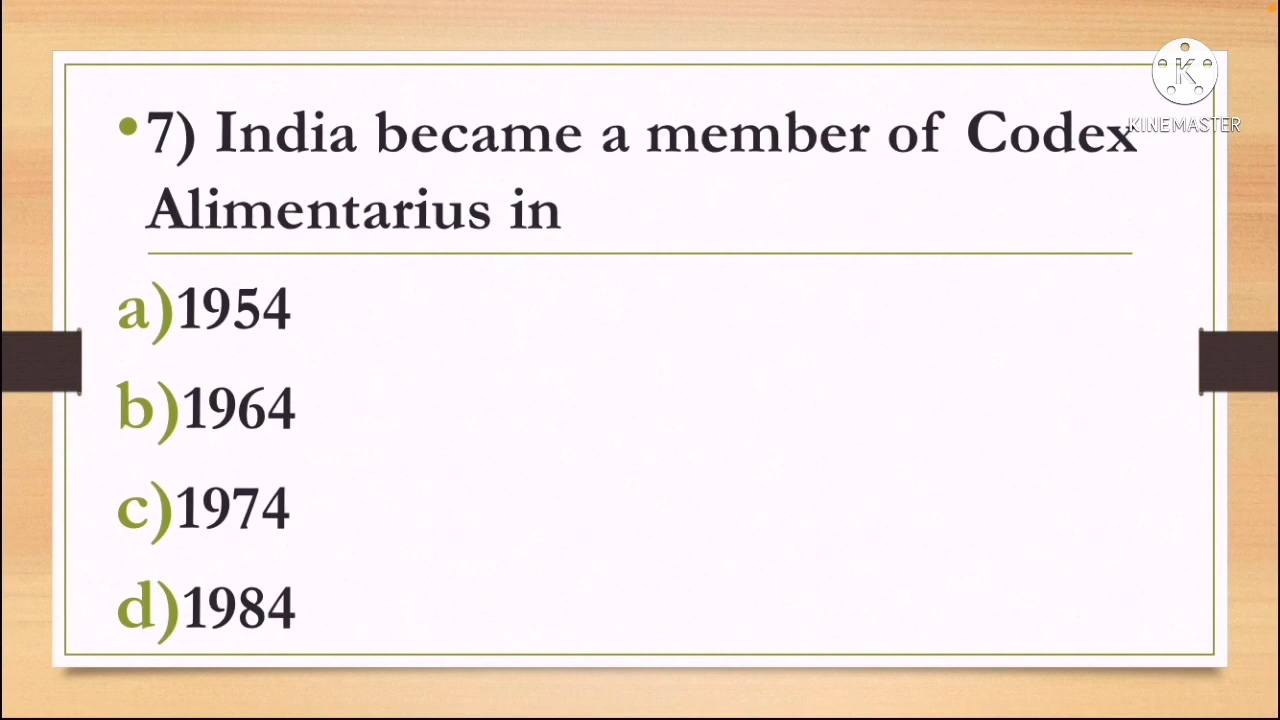 •7) India became a member of Codex
Alimentarius in
a)1954
b)1964
c)1974
d)1984
K
KINEMASTER